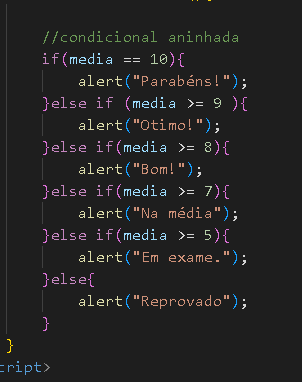 //condicional aninhada
if(media == 10){
alert("Parabéns!");
}else if (media >= 9 ){
alert("Otimo!");
}else if(media >= 8){
alert("Bom!");
}else if(media >= 7){
alert("Na média");
}else if(media >= 5){
alert("Em exame.");
}else{
alert("Reprovado");
}
}
cript>